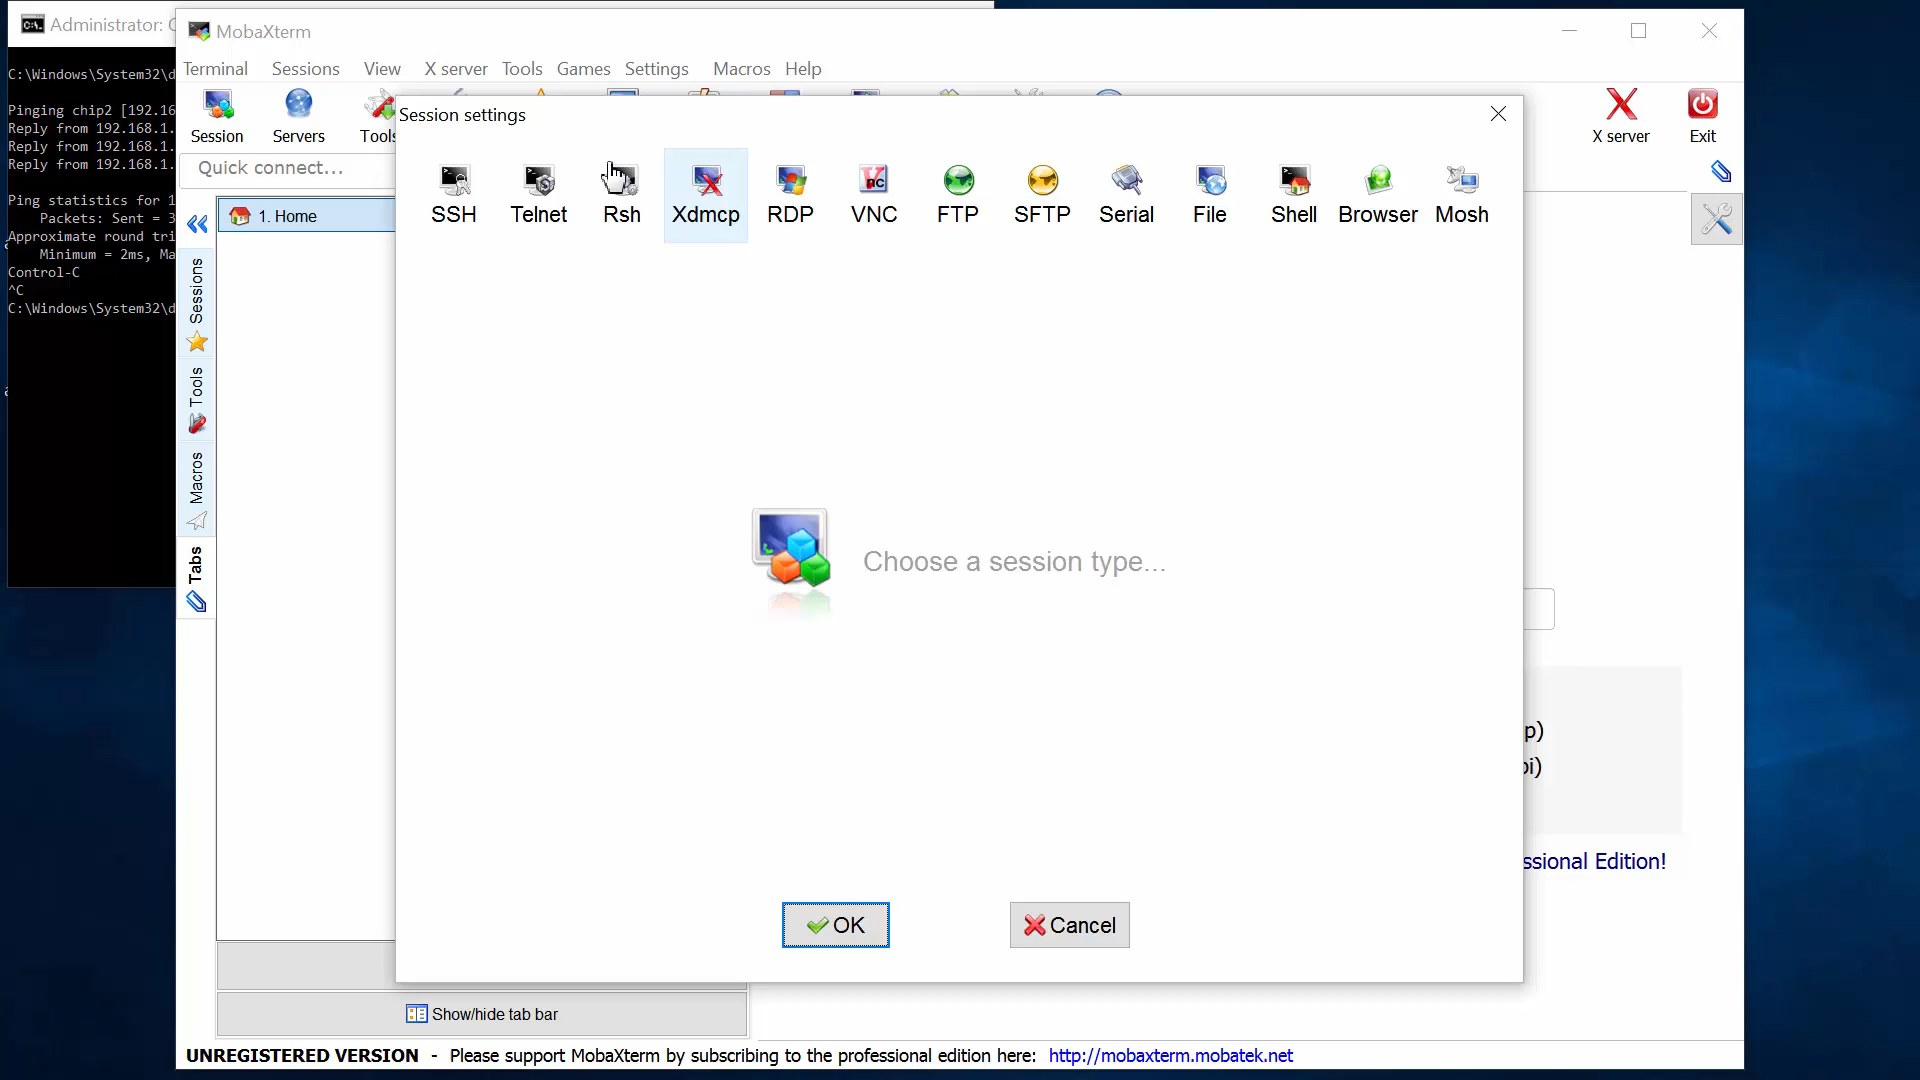 Administrator: C
C:\Windows\System32\d
Pinging chip2 [192.16
Reply from 192.168.1.
Reply from 192.168.1.
Reply from 192.168.1.
Ping statistics for 1
Packets: Sent = 3
Approximate round tri
Minimum = 2ms, Ma
Control-C
^C
C:\Windows\System32\d
MobaXterm
Terminal Sessions View X server Tools Games Settings Macros Help
Session Servers Tools X server Exit
Quick connect...
1. Home
Sessions
Tools
Macros
Tabs
Session settings
SSH Telnet Rsh Xdmcp RDP VNC FTP SFTP Serial File Shell Browser Mosh
Choose a session type...
OK Cancel
p)
oi)
ssional Edition!
Show/hide tab bar
UNREGISTERED VERSION - Please support MobaXterm by subscribing to the professional edition here: http://mobaxterm.mobatek.net